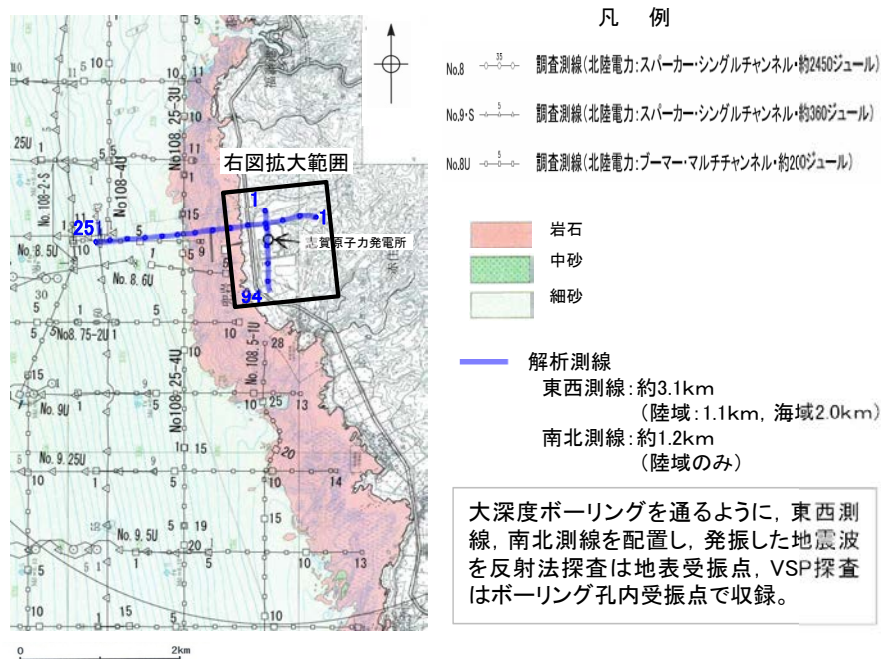 凡 例
No.8 35 調査測線(北陸電力:スパーカー・シングルチャンネル・約2450ジュール)
No.9・S 5 調査測線(北陸電力:スパーカー・シングルチャンネル・約360ジュール)
No.8U 5 調査測線(北陸電力:ブーマー・マルチチャンネル・約200ジュール)
岩石
中砂
細砂
解析測線
東西測線:約3.1km
(陸域:1.1km, 海域2.0km)
南北測線:約1.2km
(陸域のみ)
大深度ボーリングを通るように, 東西測
線, 南北測線を配置し, 発振した地震波
を反射法探査は地表受振点, VSP探査
はボーリング孔内受振点で収録。
右図拡大範囲
志賀原子力発電所
1
1
251
94
25U
No.108-2-S
No108-4U
No108.25-3U
No.8.5U
No.8.6U
No8.75-2U
No108.25-4U
No.108.5-1U
No.9U
No.9.25U
No.9.5U
0 2km